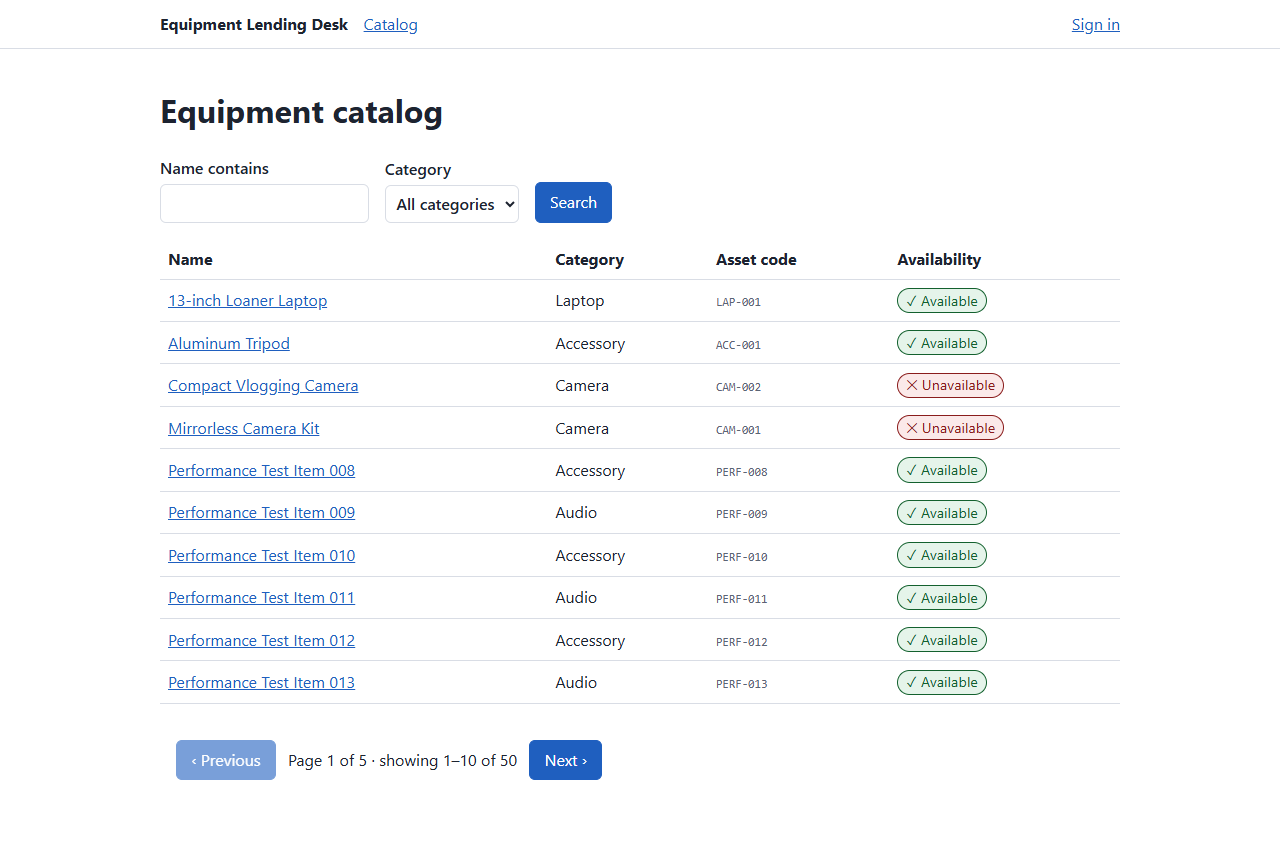 Equipment Lending Desk Catalog Sign in
Equipment catalog
Name contains Category
All categories Search
Name Category Asset code Availability
13-inch Loaner Laptop Laptop LAP-001 ✓ Available
Aluminum Tripod Accessory ACC-001 ✓ Available
Compact Vlogging Camera Camera CAM-002 ✕ Unavailable
Mirrorless Camera Kit Camera CAM-001 ✕ Unavailable
Performance Test Item 008 Accessory PERF-008 ✓ Available
Performance Test Item 009 Audio PERF-009 ✓ Available
Performance Test Item 010 Accessory PERF-010 ✓ Available
Performance Test Item 011 Audio PERF-011 ✓ Available
Performance Test Item 012 Accessory PERF-012 ✓ Available
Performance Test Item 013 Audio PERF-013 ✓ Available
‹ Previous Page 1 of 5 · showing 1–10 of 50 Next ›